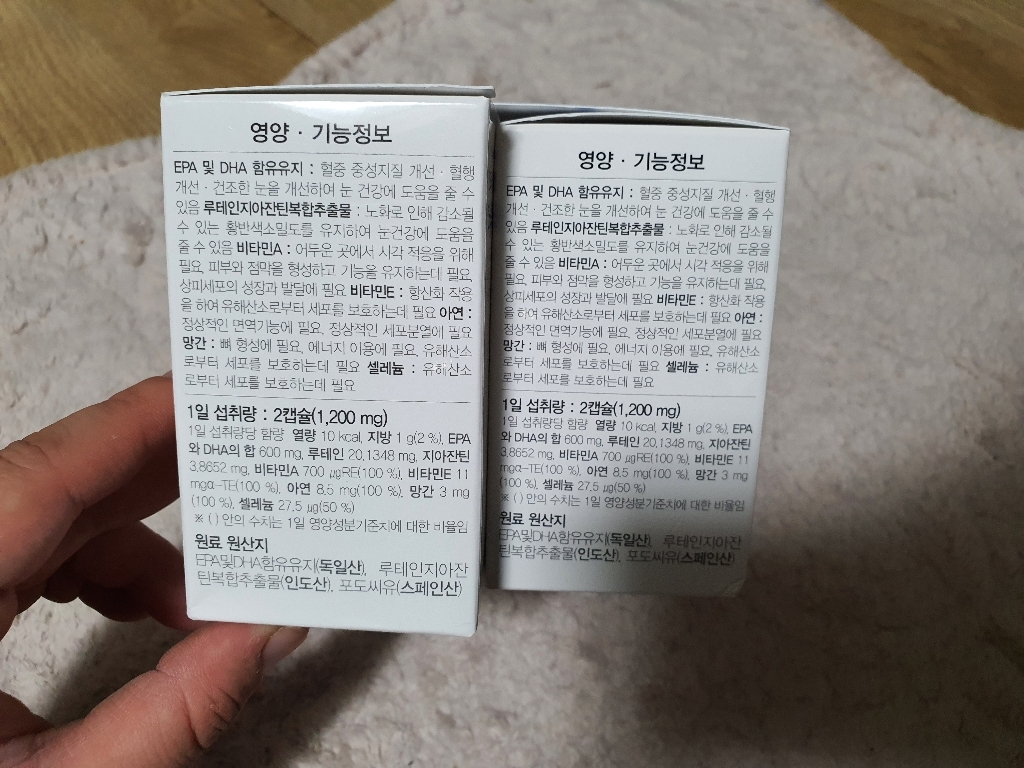 영양 · 기능정보
EPA 및 DHA 함유유지 : 혈중 중성지질 개선 · 혈행
개선 · 건조한 눈을 개선하여 눈 건강에 도움을 줄 수
있음 루테인지아잔틴복합추출물 : 노화로 인해 감소될
수 있는 황반색소밀도를 유지하여 눈건강에 도움을
줄 수 있음 비타민A : 어두운 곳에서 시각 적응을 위해
필요, 피부와 점막을 형성하고 기능을 유지하는데 필요,
상피세포의 성장과 발달에 필요 비타민E : 항산화 작용
을 하여 유해산소로부터 세포를 보호하는데 필요 아연 :
정상적인 면역기능에 필요, 정상적인 세포분열에 필요
망간 : 뼈 형성에 필요, 에너지 이용에 필요, 유해산소
로부터 세포를 보호하는데 필요 셀레늄 : 유해산소
로부터 세포를 보호하는데 필요
1일 섭취량 : 2캡슐(1,200 mg)
1일 섭취량당 함량 열량 10 kcal, 지방 1 g(2 %), EPA
와 DHA의 합 600 mg, 루테인 20.1348 mg, 지아잔틴
3.8652 mg, 비타민A 700 ㎍RE(100 %), 비타민E 11
mgα-TE(100 %), 아연 8.5 mg(100 %), 망간 3 mg
(100 %), 셀레늄 27.5 ㎍(50 %)
※ ( ) 안의 수치는 1일 영양성분기준치에 대한 비율임
원료 원산지
EPA및DHA함유유지(독일산), 루테인지아잔
틴복합추출물(인도산), 포도씨유(스페인산)
영양 · 기능정보
EPA 및 DHA 함유유지 : 혈중 중성지질 개선 · 혈행
개선 · 건조한 눈을 개선하여 눈 건강에 도움을 줄 수
있음 루테인지아잔틴복합추출물 : 노화로 인해 감소될
수 있는 황반색소밀도를 유지하여 눈건강에 도움을
줄 수 있음 비타민A : 어두운 곳에서 시각 적응을 위해
필요, 피부와 점막을 형성하고 기능을 유지하는데 필요,
상피세포의 성장과 발달에 필요 비타민E : 항산화 작용
을 하여 유해산소로부터 세포를 보호하는데 필요 아연 :
정상적인 면역기능에 필요, 정상적인 세포분열에 필요
망간 : 뼈 형성에 필요, 에너지 이용에 필요, 유해산소
로부터 세포를 보호하는데 필요 셀레늄 : 유해산소
로부터 세포를 보호하는데 필요
1일 섭취량 : 2캡슐(1,200 mg)
1일 섭취량당 함량 열량 10 kcal, 지방 1 g(2 %), EPA
와 DHA의 합 600 mg, 루테인 20.1348 mg, 지아잔틴
3.8652 mg, 비타민A 700 ㎍RE(100 %), 비타민E 11
mgα-TE(100 %), 아연 8.5 mg(100 %), 망간 3 mg
(100 %), 셀레늄 27.5 ㎍(50 %)
※ ( ) 안의 수치는 1일 영양성분기준치에 대한 비율임
원료 원산지
EPA및DHA함유유지(독일산), 루테인지아잔
틴복합추출물(인도산), 포도씨유(스페인산)